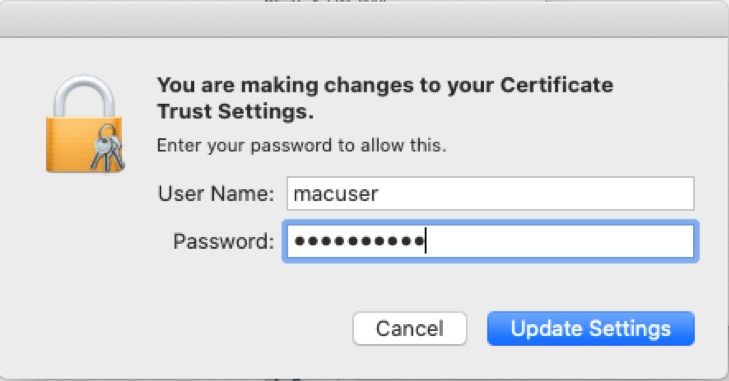 You are making changes to your Certificate
Trust Settings.
Enter your password to allow this.
User Name: macuser
Password: ●●●●●●●●●●
Cancel Update Settings